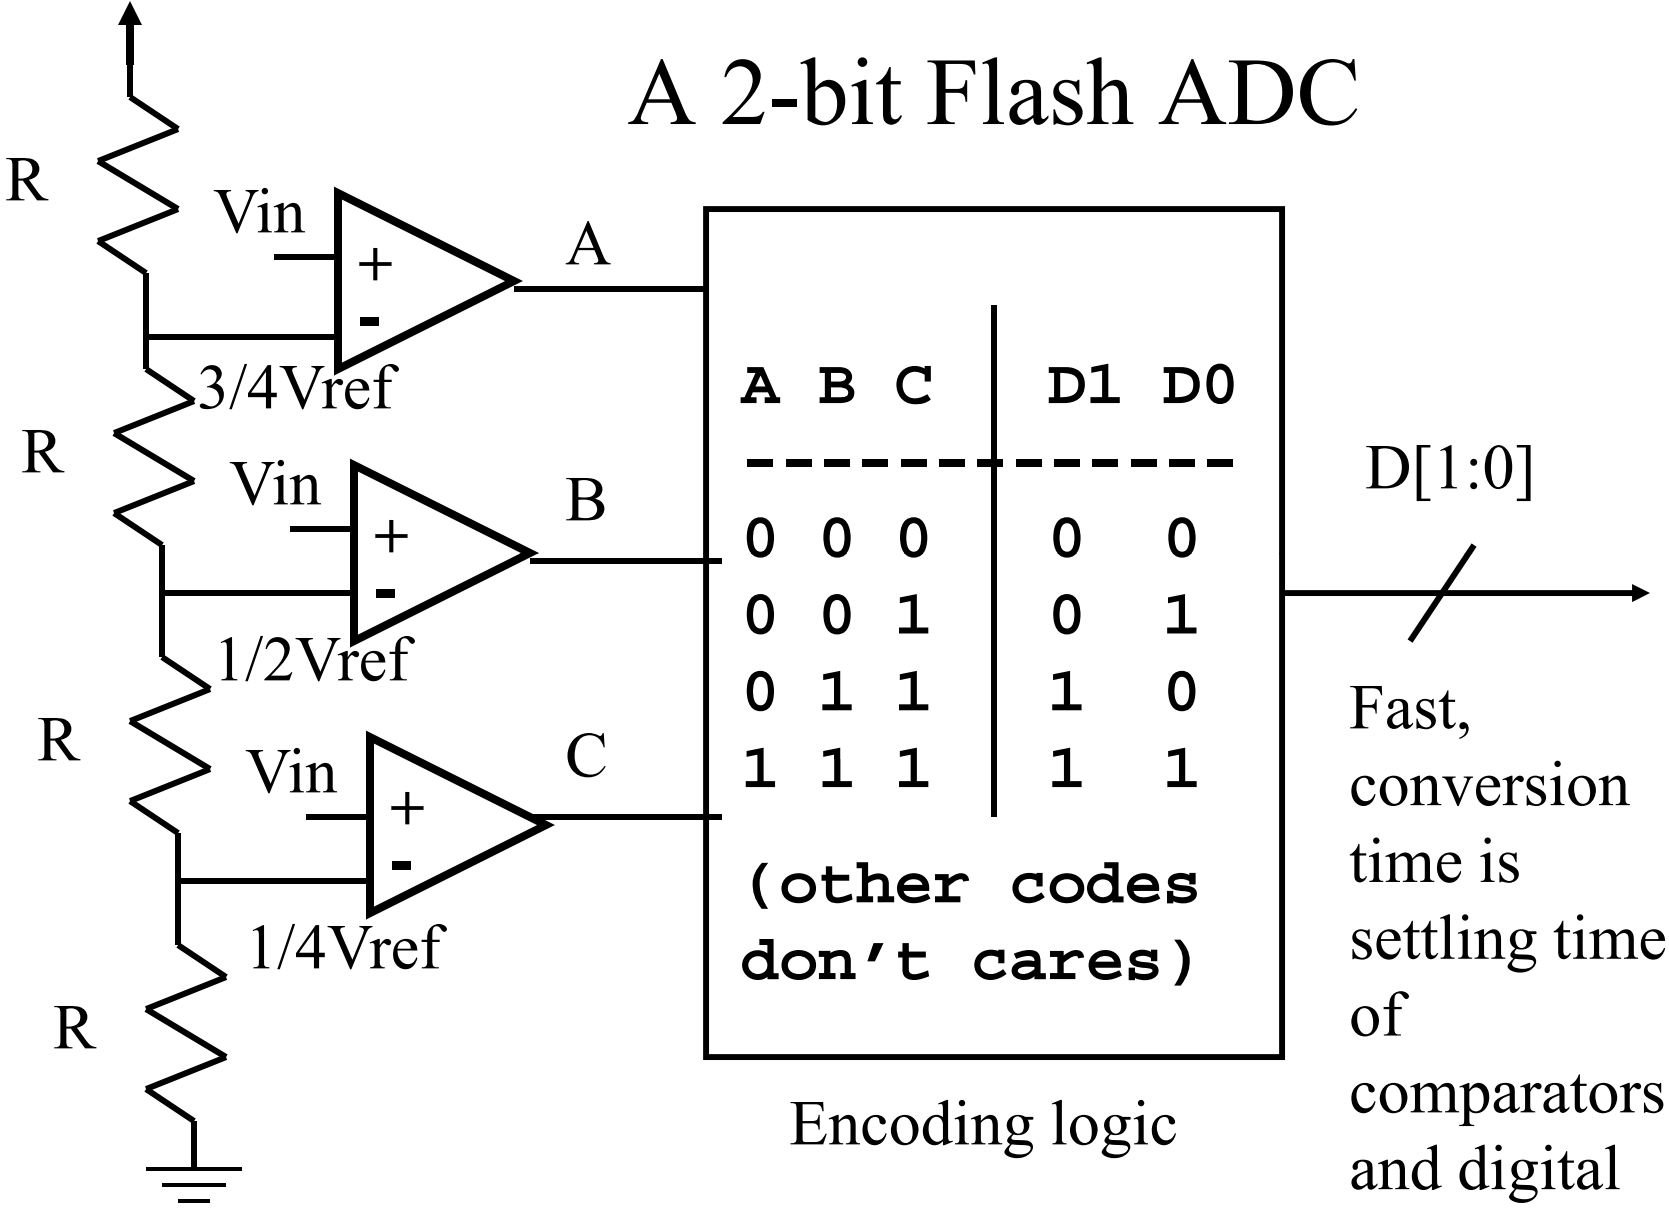 A 2-bit Flash ADC
R
Vin
+
-
A
3/4Vref
R
Vin
+
-
B
1/2Vref
R
Vin
+
-
C
1/4Vref
R
A B C D1 D0
0 0 0 0 0
0 0 1 0 1
0 1 1 1 0
1 1 1 1 1
(other codes
don’t cares)
Encoding logic
D[1:0]
Fast,
conversion
time is
settling time
of
comparators
and digital